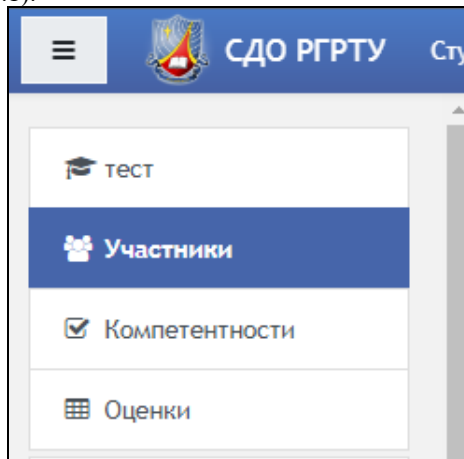 СДО РГРТУ
тест
Участники
Компетентности
Оценки